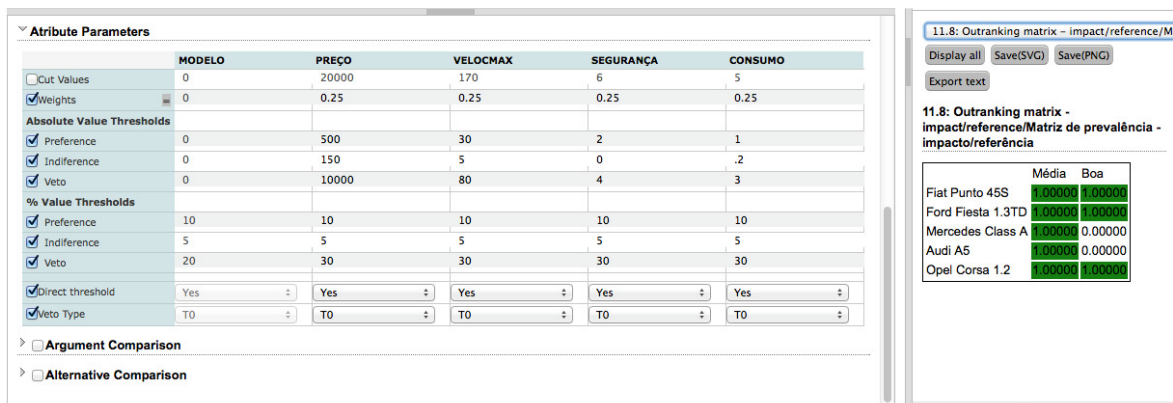 Atribute Parameters
MODELO PREÇO VELOCMAX SEGURANÇA CONSUMO
Cut Values 0 20000 170 6 5
Weights 0 0.25 0.25 0.25 0.25
Absolute Value Thresholds
Preference 0 500 30 2 1
Indiference 0 150 5 0 .2
Veto 0 10000 80 4 3
% Value Thresholds
Preference 10 10 10 10 10
Indiference 5 5 5 5 5
Veto 20 30 30 30 30
Direct threshold Yes Yes Yes Yes Yes
Veto Type T0 T0 T0 T0 T0
Argument Comparison
Alternative Comparison
11.8: Outranking matrix - impact/reference/M
Display all Save(SVG) Save(PNG)
Export text
11.8: Outranking matrix -
impact/reference/Matriz de prevalência -
impacto/referência
Média Boa
Fiat Punto 45S 1.00000 1.00000
Ford Fiesta 1.3TD 1.00000 1.00000
Mercedes Class A 1.00000 0.00000
Audi A5 1.00000 0.00000
Opel Corsa 1.2 1.00000 1.00000